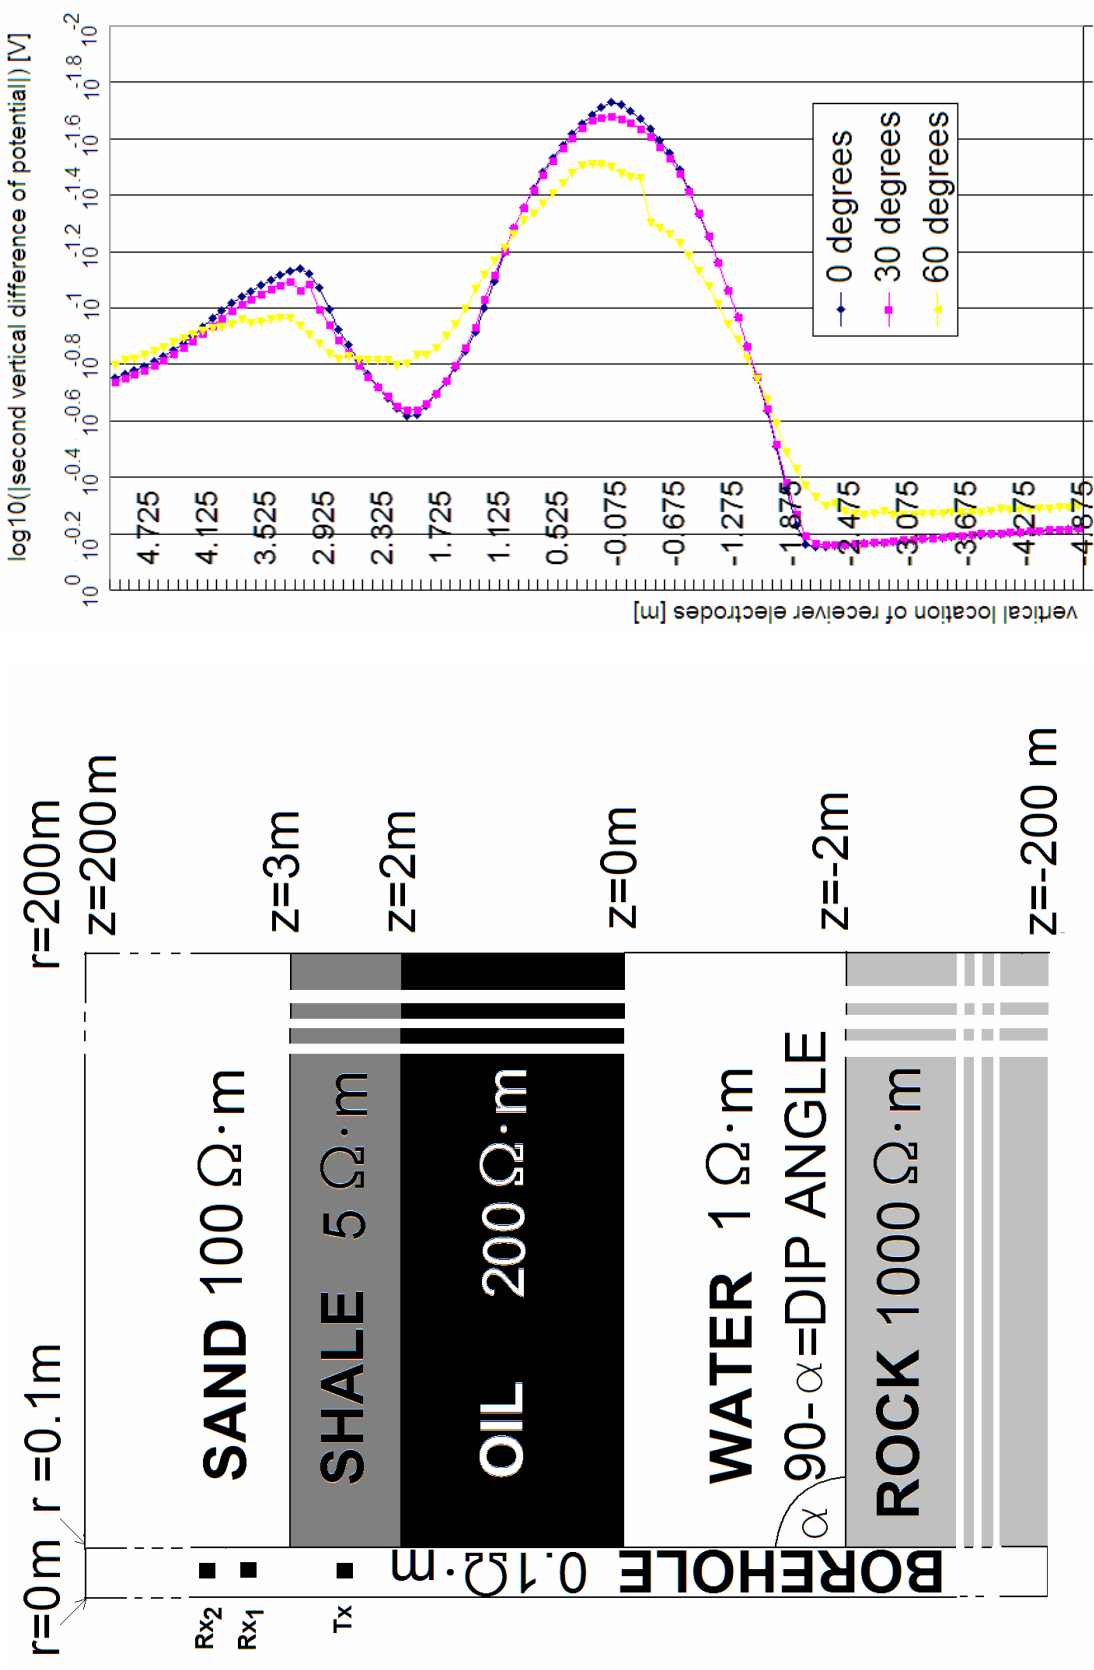 log10(|second vertical difference of potential|) [V]
10^0
10^-0.2
10^-0.4
10^-0.6
10^-0.8
10^-1
10^-1.2
10^-1.4
10^-1.6
10^-1.8
10^-2
4.725
4.125
3.525
2.925
2.325
1.725
1.125
0.525
-0.075
-0.675
-1.275
-1.875
-2.475
-3.075
-3.675
-4.275
-4.875
vertical location of receiver electrodes [m]
0 degrees
30 degrees
60 degrees
r=0m r =0.1m r=200m
z=200m
z=3m
z=2m
z=0m
z=-2m
z=-200 m
SAND 100 Ω·m
SHALE 5 Ω·m
OIL 200 Ω·m
WATER 1 Ω·m
α 90-α=DIP ANGLE
ROCK 1000 Ω·m
BOREHOLE 0.1Ω·m
Rx2
Rx1
Tx